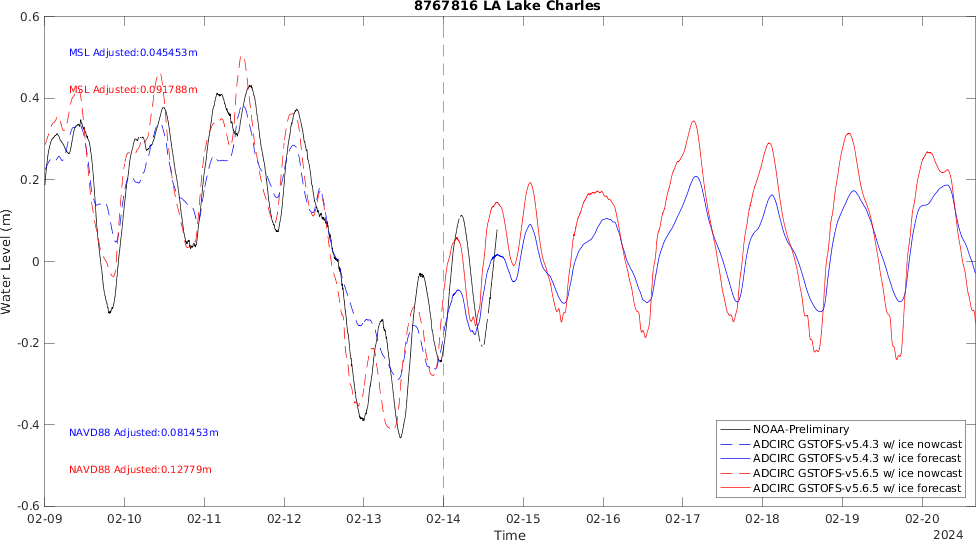 8767816 LA Lake Charles
0.6
0.4
0.2
0
-0.2
-0.4
-0.6
Water Level (m)
MSL Adjusted:0.045453m
MSL Adjusted:0.091788m
NAVD88 Adjusted:0.081453m
NAVD88 Adjusted:0.12779m
NOAA-Preliminary
ADCIRC GSTOFS-v5.4.3 w/ ice nowcast
ADCIRC GSTOFS-v5.4.3 w/ ice forecast
ADCIRC GSTOFS-v5.6.5 w/ ice nowcast
ADCIRC GSTOFS-v5.6.5 w/ ice forecast
02-09 02-10 02-11 02-12 02-13 02-14 02-15 02-16 02-17 02-18 02-19 02-20
Time
2024